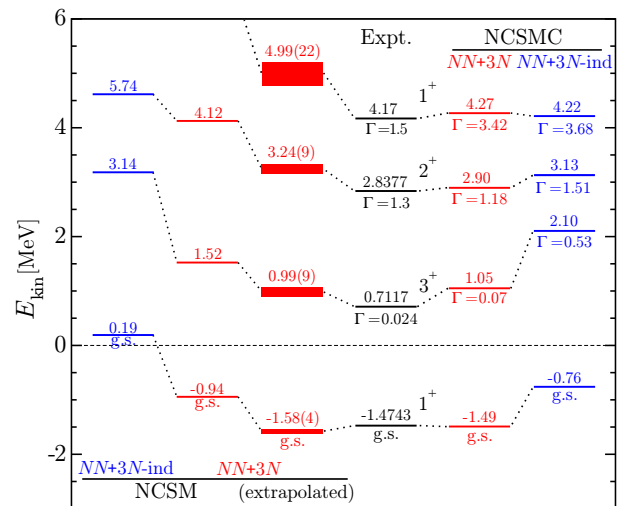 6
4
2
0
-2
E_kin [MeV]
Expt.
NCSMC
NN+3N NN+3N-ind
5.74
4.12
4.99(22)
4.17
Γ=1.5
1+
4.27
Γ=3.42
4.22
Γ=3.68
3.14
3.24(9)
2.8377
Γ=1.3
2+
2.90
Γ=1.18
3.13
Γ=1.51
1.52
0.99(9)
0.7117
Γ=0.024
3+
1.05
Γ=0.07
2.10
Γ=0.53
0.19
g.s.
-0.94
g.s.
-1.58(4)
g.s.
-1.4743
g.s.
1+
-1.49
g.s.
-0.76
g.s.
NN+3N-ind NN+3N
NCSM (extrapolated)